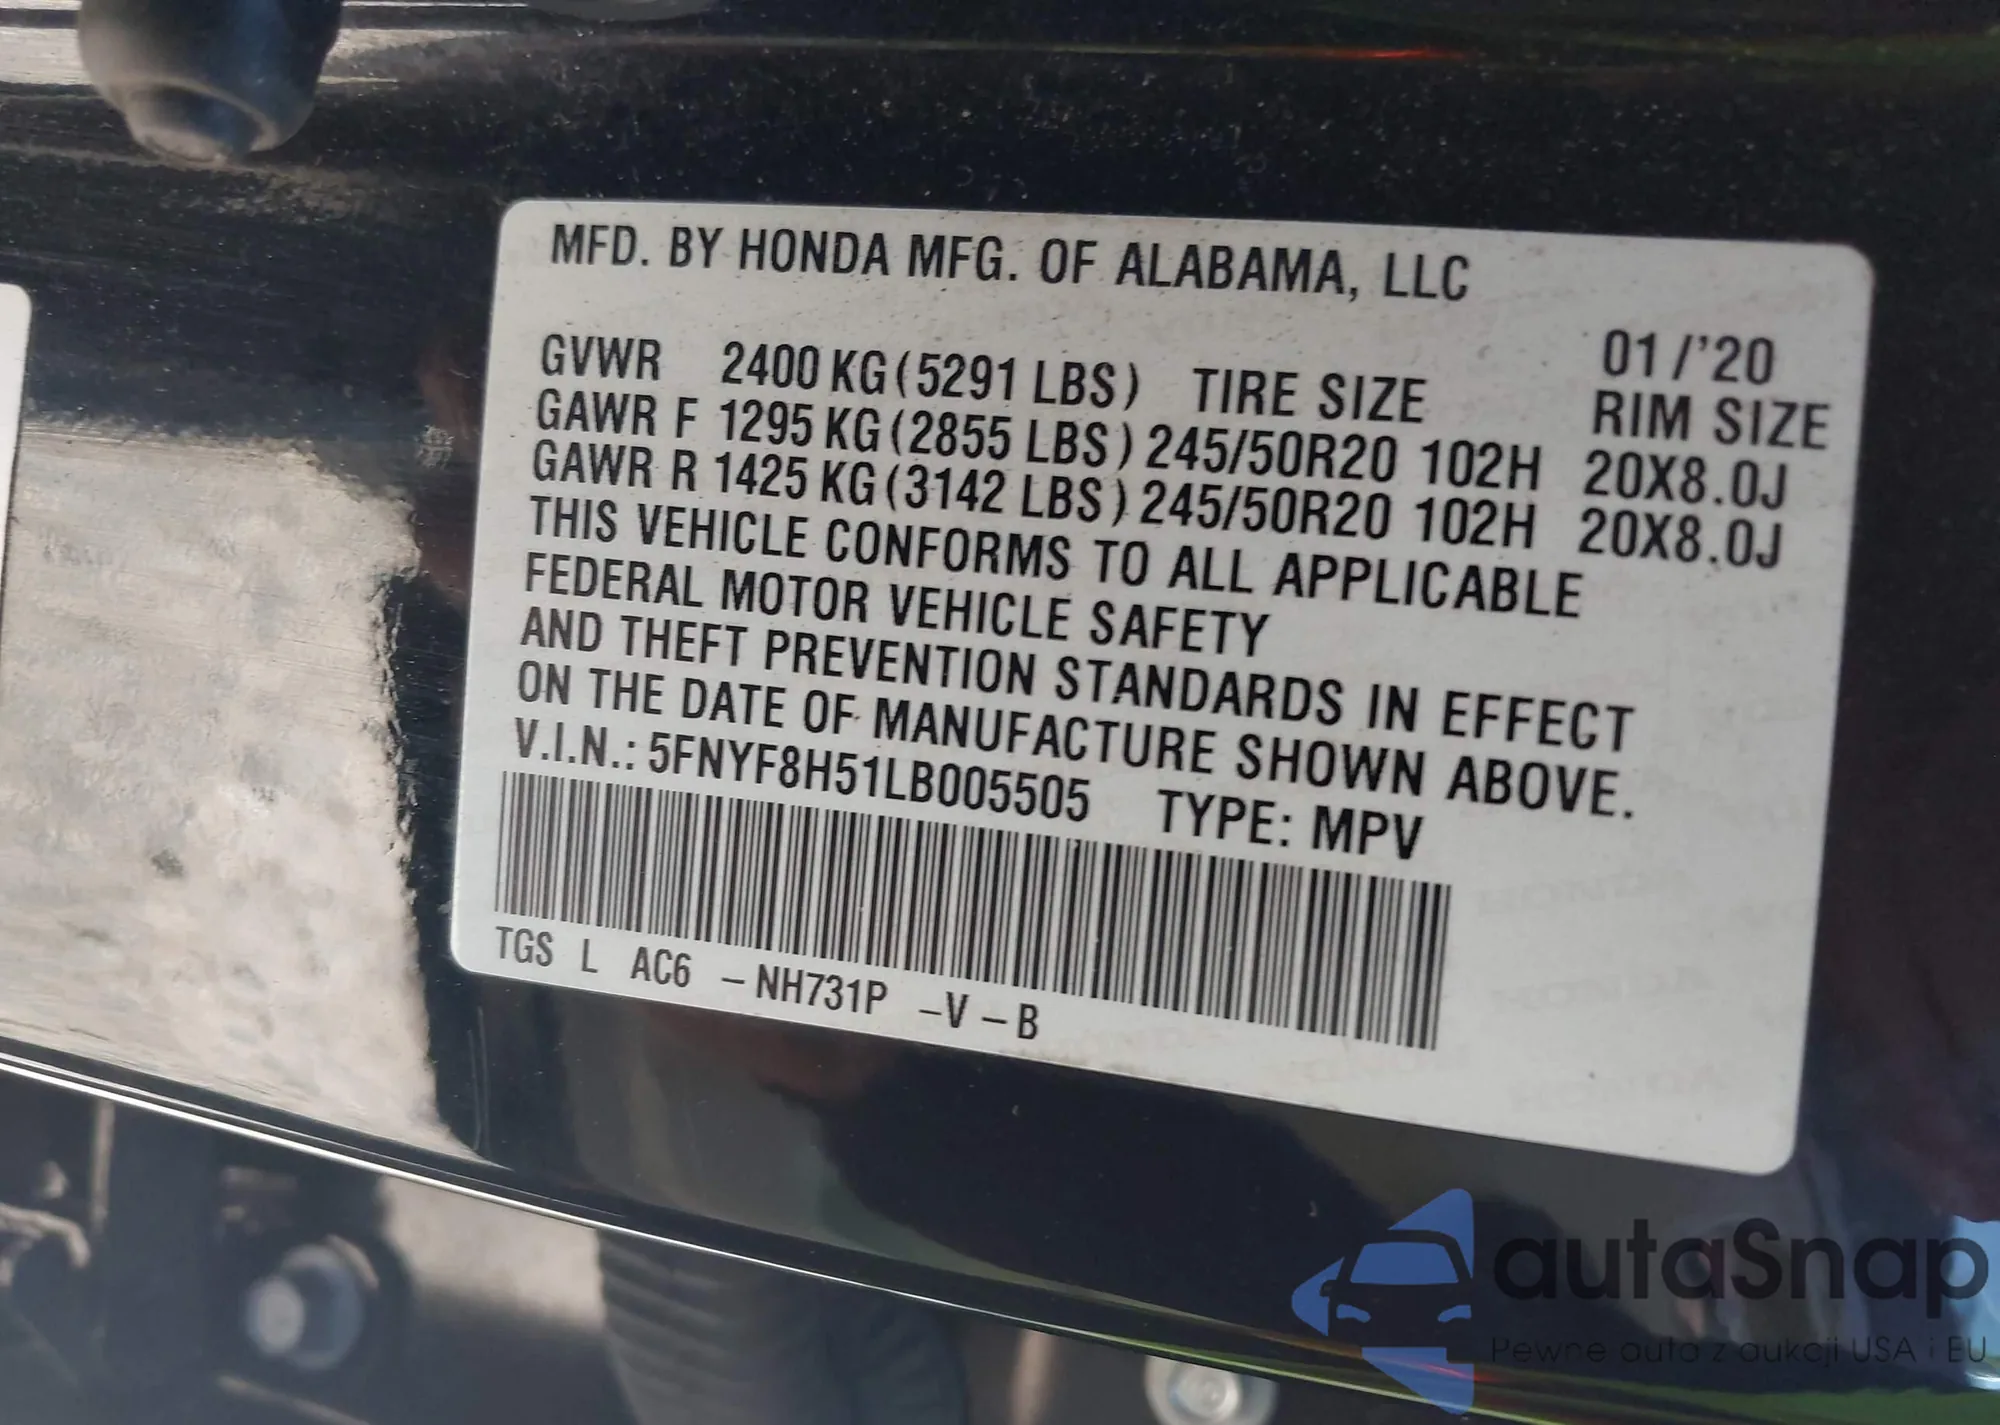 MFD. BY HONDA MFG. OF ALABAMA, LLC
01/'20
GVWR 2400 KG (5291 LBS) TIRE SIZE RIM SIZE
GAWR F 1295 KG (2855 LBS) 245/50R20 102H 20X8.0J
GAWR R 1425 KG (3142 LBS) 245/50R20 102H 20X8.0J
THIS VEHICLE CONFORMS TO ALL APPLICABLE
FEDERAL MOTOR VEHICLE SAFETY
AND THEFT PREVENTION STANDARDS IN EFFECT
ON THE DATE OF MANUFACTURE SHOWN ABOVE.
V.I.N.: 5FNYF8H51LB005505 TYPE: MPV
TGS L AC6 –NH731P –V–B
autaSnap
Pewne auta z aukcji USA i EU